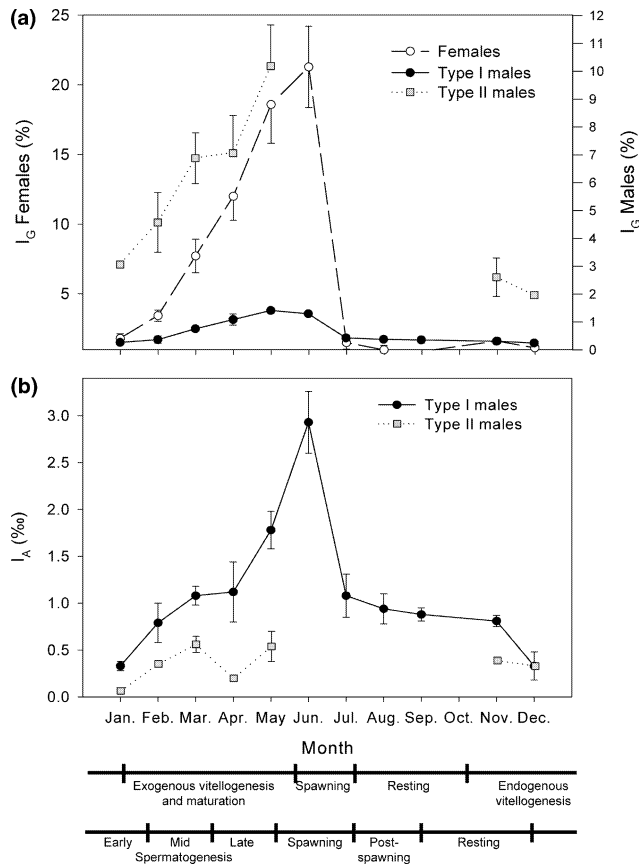 (a)
25
20
15
10
5
I_G Females (%)
Females
Type I males
Type II males
12
11
10
9
8
7
6
5
4
3
2
1
0
I_G Males (%)
(b)
3.0
2.5
2.0
1.5
1.0
0.5
0.0
I_A (‰)
Type I males
Type II males
Jan. Feb. Mar. Apr. May Jun. Jul. Aug. Sep. Oct. Nov. Dec.
Month
Exogenous vitellogenesis
and maturation
Spawning
Resting
Endogenous
vitellogenesis
Early
Mid
Late
Spermatogenesis
Spawning
Post-
spawning
Resting